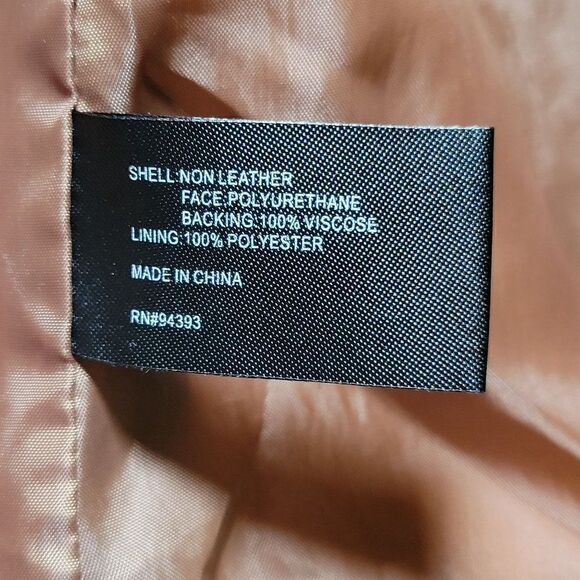 SHELL:NON LEATHER
FACE:POLYURETHANE
BACKING:100% VISCOSE
LINING:100% POLYESTER
MADE IN CHINA
RN#94393